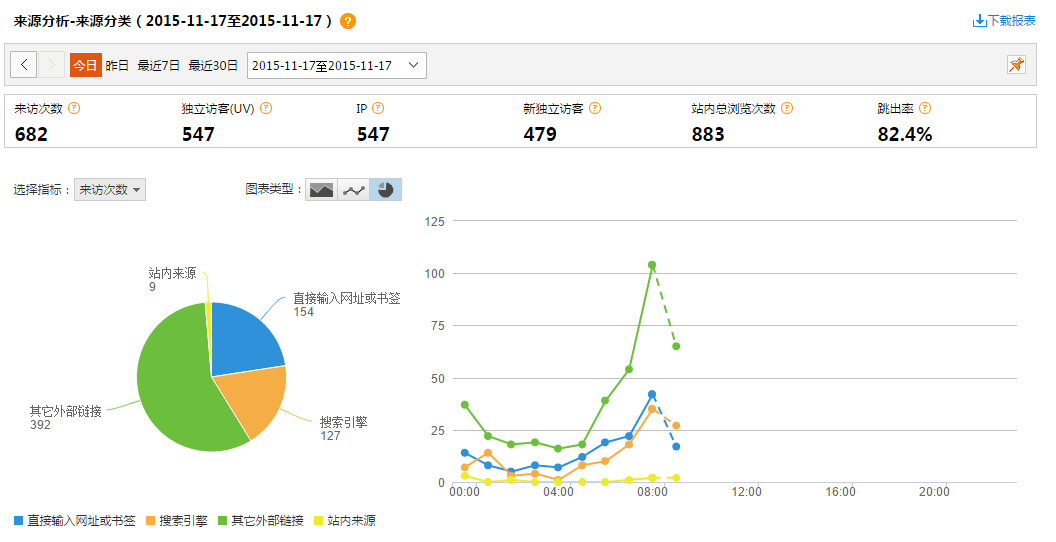 来源分析-来源分类（2015-11-17至2015-11-17）
下载报表
今日 昨日 最近7日 最近30日 2015-11-17至2015-11-17
来访次数 独立访客(UV) IP 新独立访客 站内总浏览次数 跳出率
682 547 547 479 883 82.4%
选择指标： 来访次数 图表类型：
站内来源
9
直接输入网址或书签
154
其它外部链接
392
搜索引擎
127
125
100
75
50
25
0
00:00 04:00 08:00 12:00 16:00 20:00
直接输入网址或书签 搜索引擎 其它外部链接 站内来源